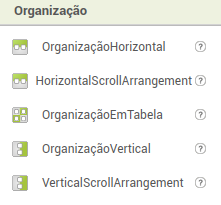 Organização
OrganizaçãoHorizontal ?
HorizontalScrollArrangement ?
OrganizaçãoEmTabela ?
OrganizaçãoVertical ?
VerticalScrollArrangement ?